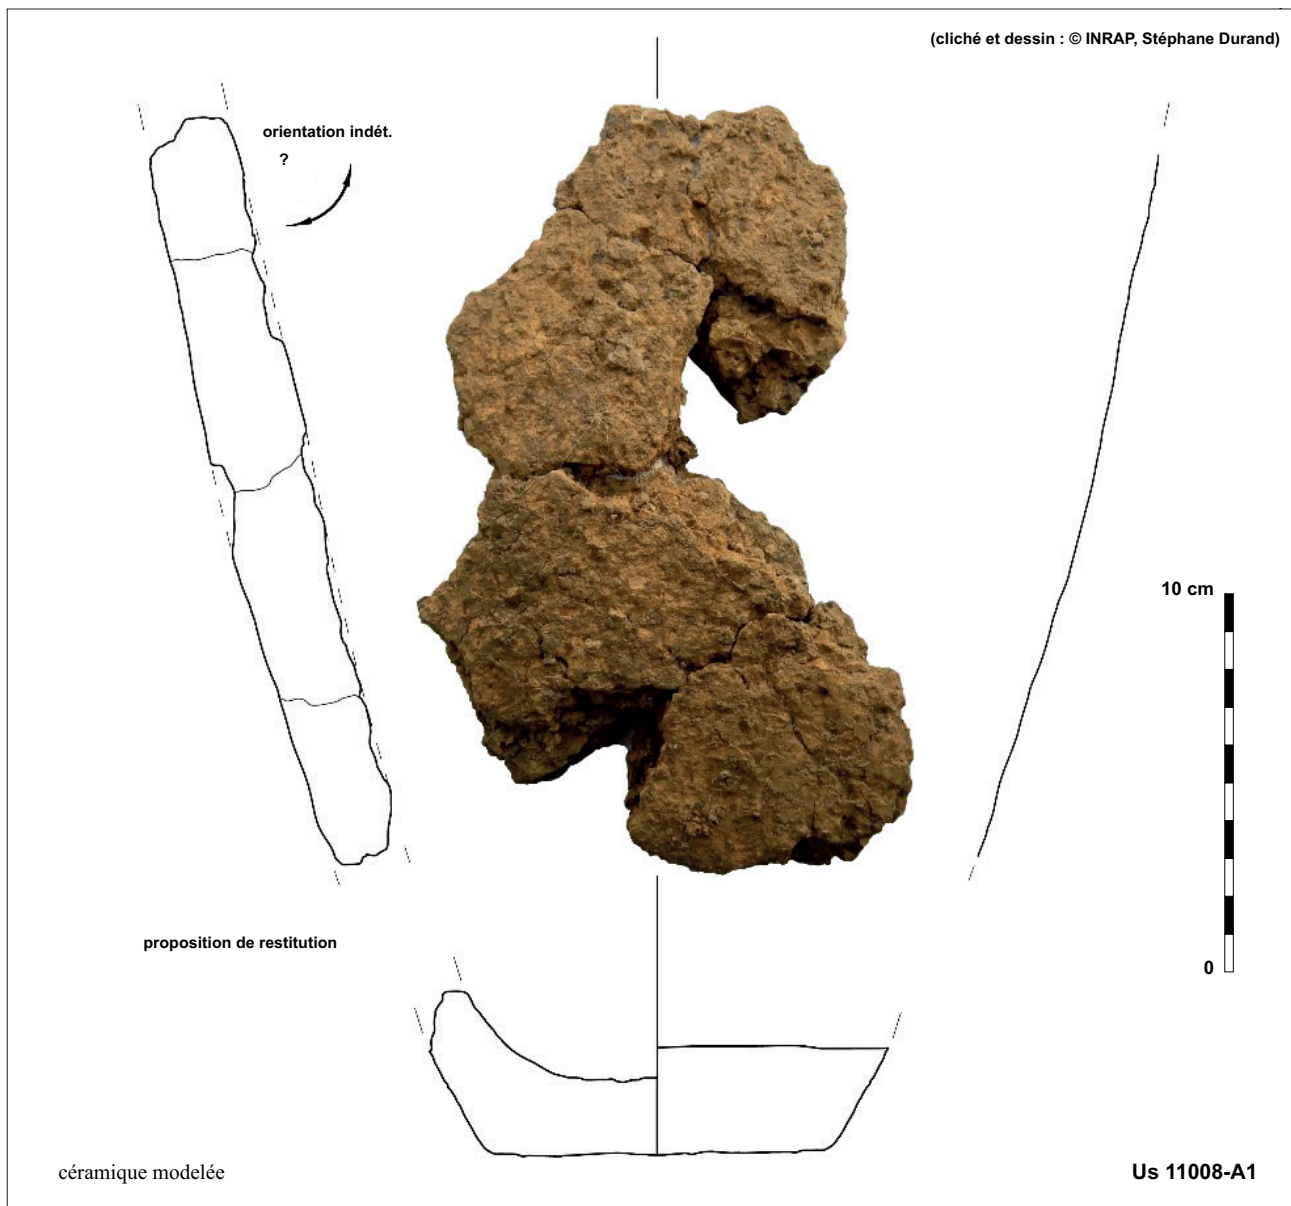 (cliché et dessin : © INRAP, Stéphane Durand)
orientation indét.
?
10 cm
proposition de restitution
0
céramique modelée
Us 11008-A1